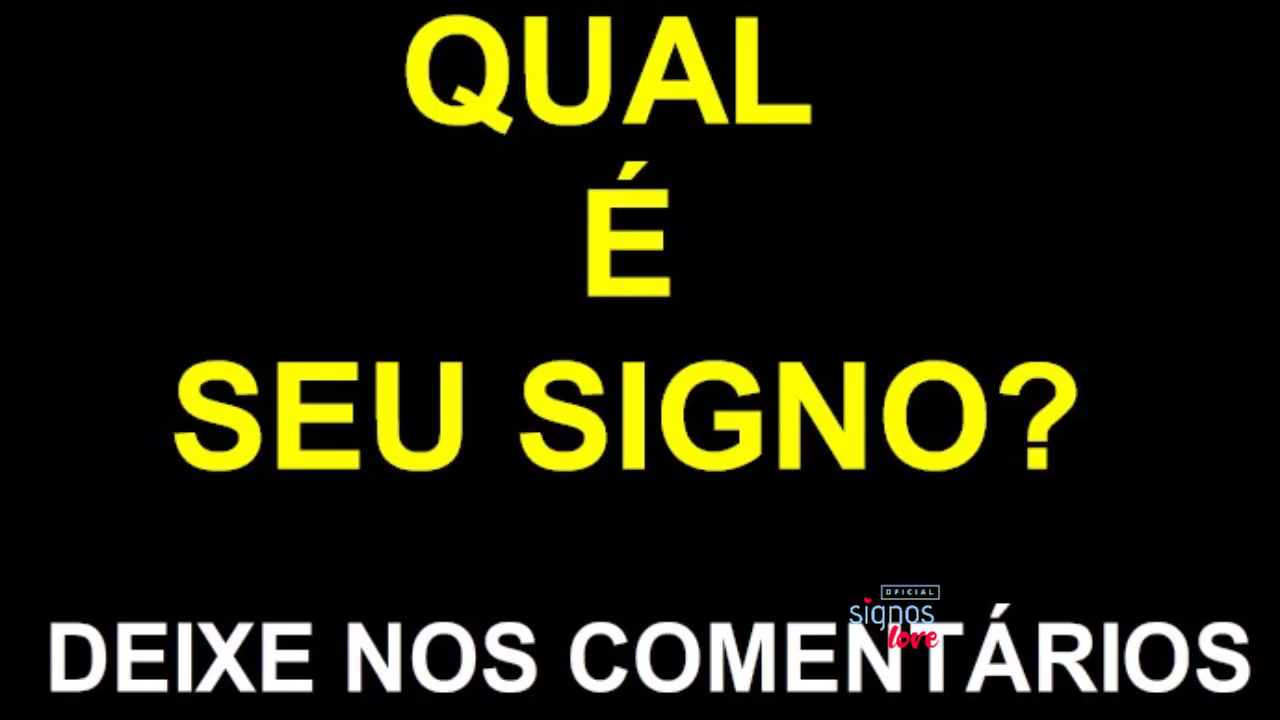 QUAL
É
SEU SIGNO?
OFICIAL
signos
love
DEIXE NOS COMENTÁRIOS